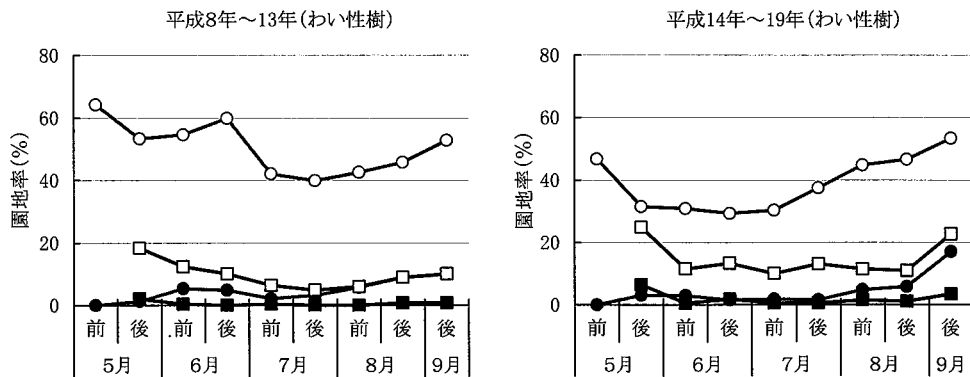 平成8年～13年(わい性樹)
80
60
40
20
0
園地率(%)
前 後 前 後 前 後 前 後 前
5月 6月 7月 8月 9月
平成14年～19年(わい性樹)
80
60
40
20
0
園地率(%)
前 後 前 後 前 後 前 後 前
5月 6月 7月 8月 9月